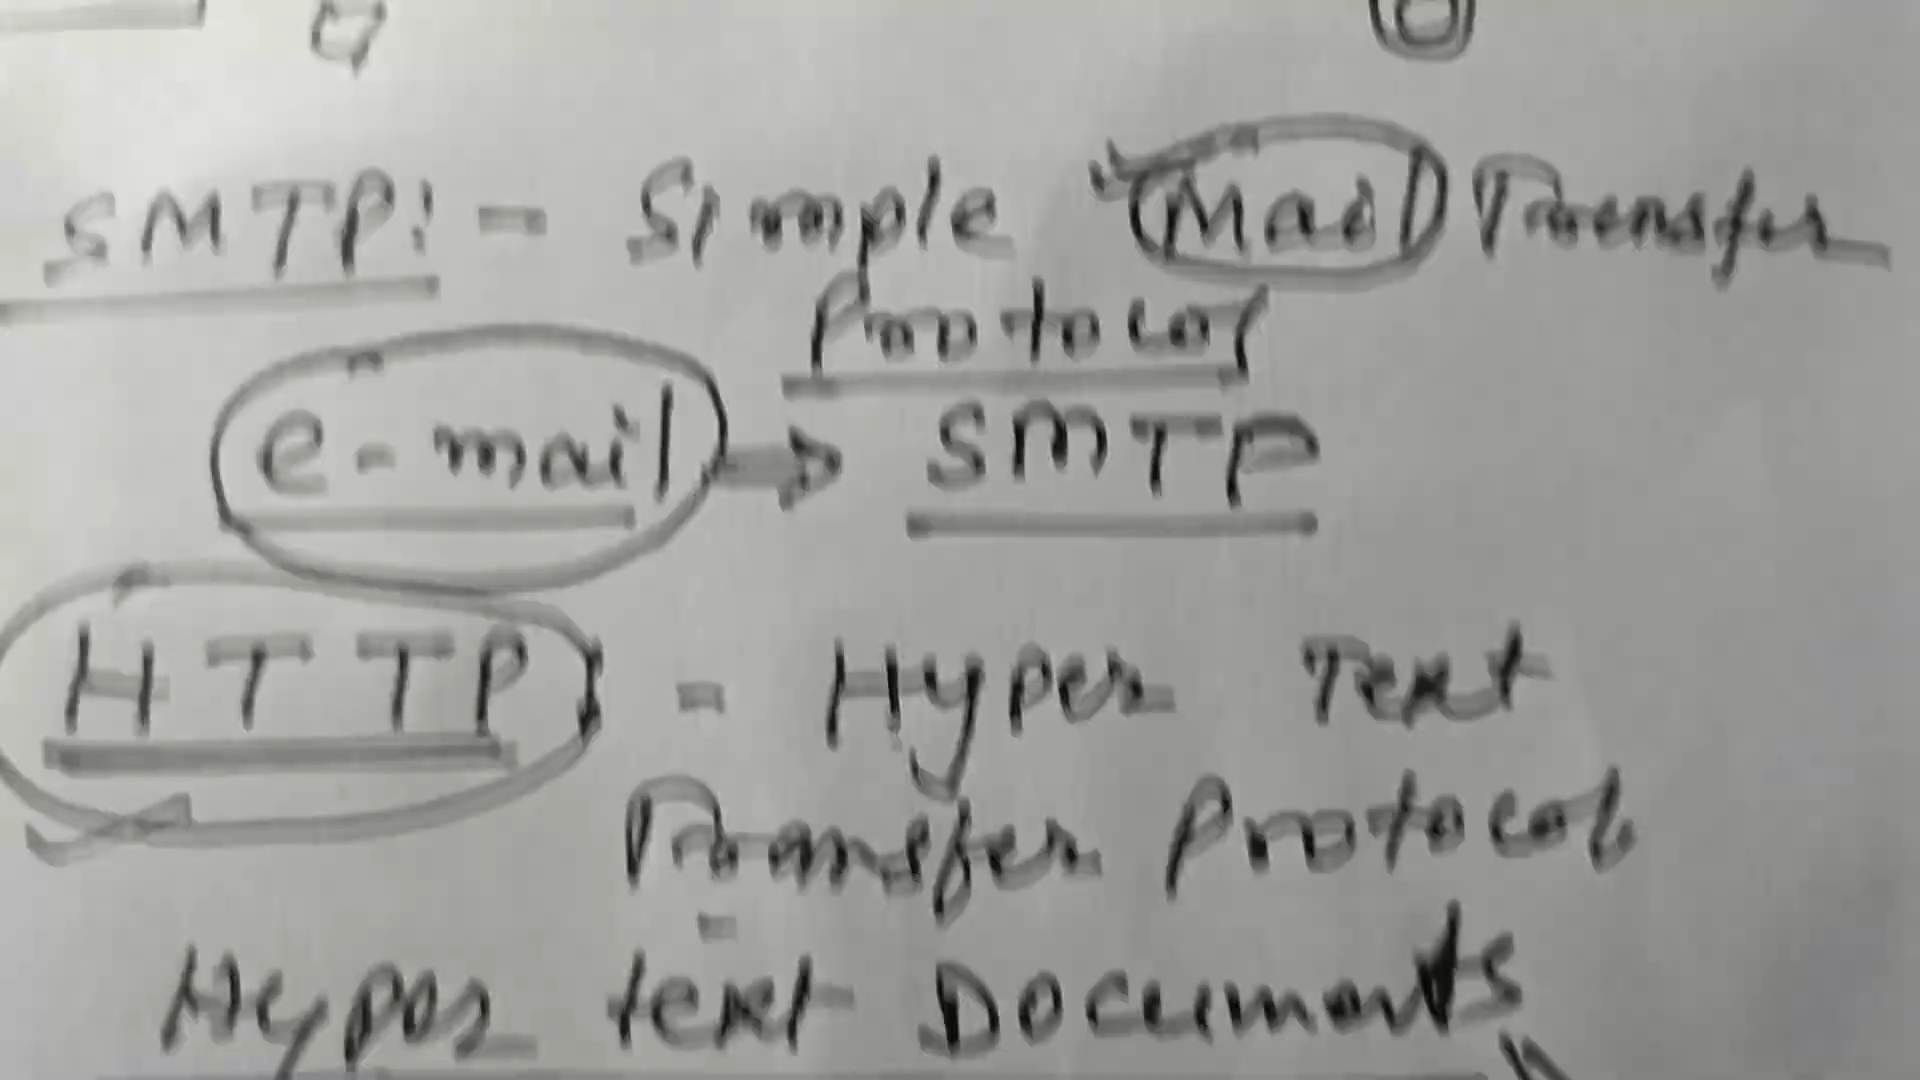 SMTP:- Simple Mail Transfer
Protocol
e-mail → SMTP
HTTP - Hyper Text
Transfer Protocol
Hyper text Documents